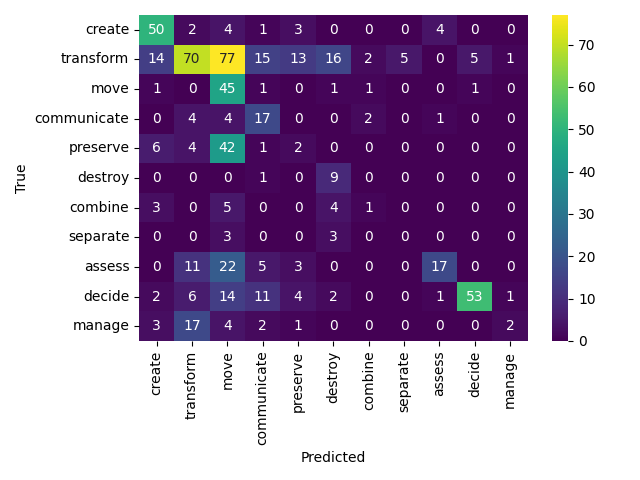 create 50 2 4 1 3 0 0 0 4 0 0
transform 14 70 77 15 13 16 2 5 0 5 1
move 1 0 45 1 0 1 1 0 0 1 0
communicate 0 4 4 17 0 0 2 0 1 0 0
preserve 6 4 42 1 2 0 0 0 0 0 0
destroy 0 0 0 1 0 9 0 0 0 0 0
combine 3 0 5 0 0 4 1 0 0 0 0
separate 0 0 3 0 0 3 0 0 0 0 0
assess 0 11 22 5 3 0 0 0 17 0 0
decide 2 6 14 11 4 2 0 0 1 53 1
manage 3 17 4 2 1 0 0 0 0 0 2
True
create transform move communicate preserve destroy combine separate assess decide manage
Predicted
70
60
50
40
30
20
10
0